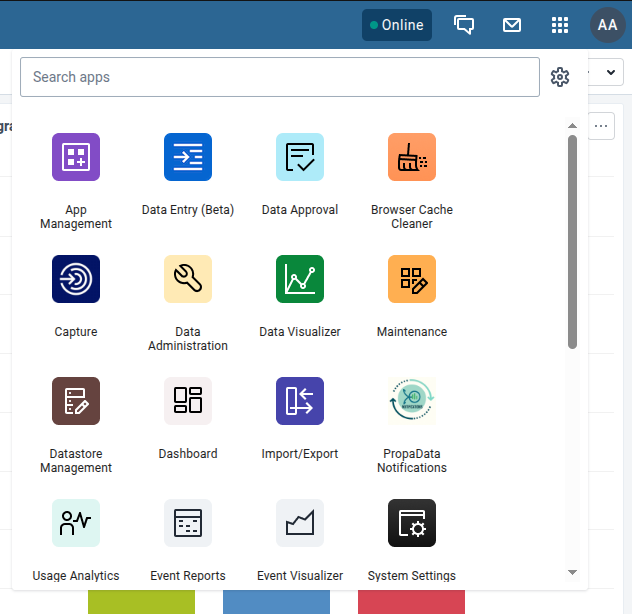 Online
AA
Search apps
App
Management
Data Entry (Beta)
Data Approval
Browser Cache
Cleaner
Capture
Data
Administration
Data Visualizer
Maintenance
Datastore
Management
Dashboard
Import/Export
PropaData
Notifications
Usage Analytics
Event Reports
Event Visualizer
System Settings